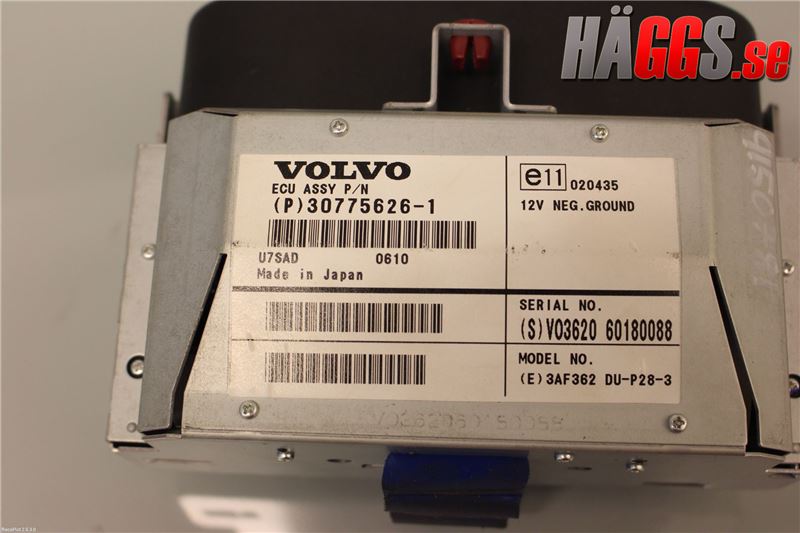 HÄGGS.se
VOLVO
ECU ASSY P/N
(P)30775626-1
U7SAD 0610
Made in Japan
e11 020435
12V NEG.GROUND
SERIAL NO.
(S)V03620 60180088
MODEL NO.
(E)3AF362 DU-P28-3